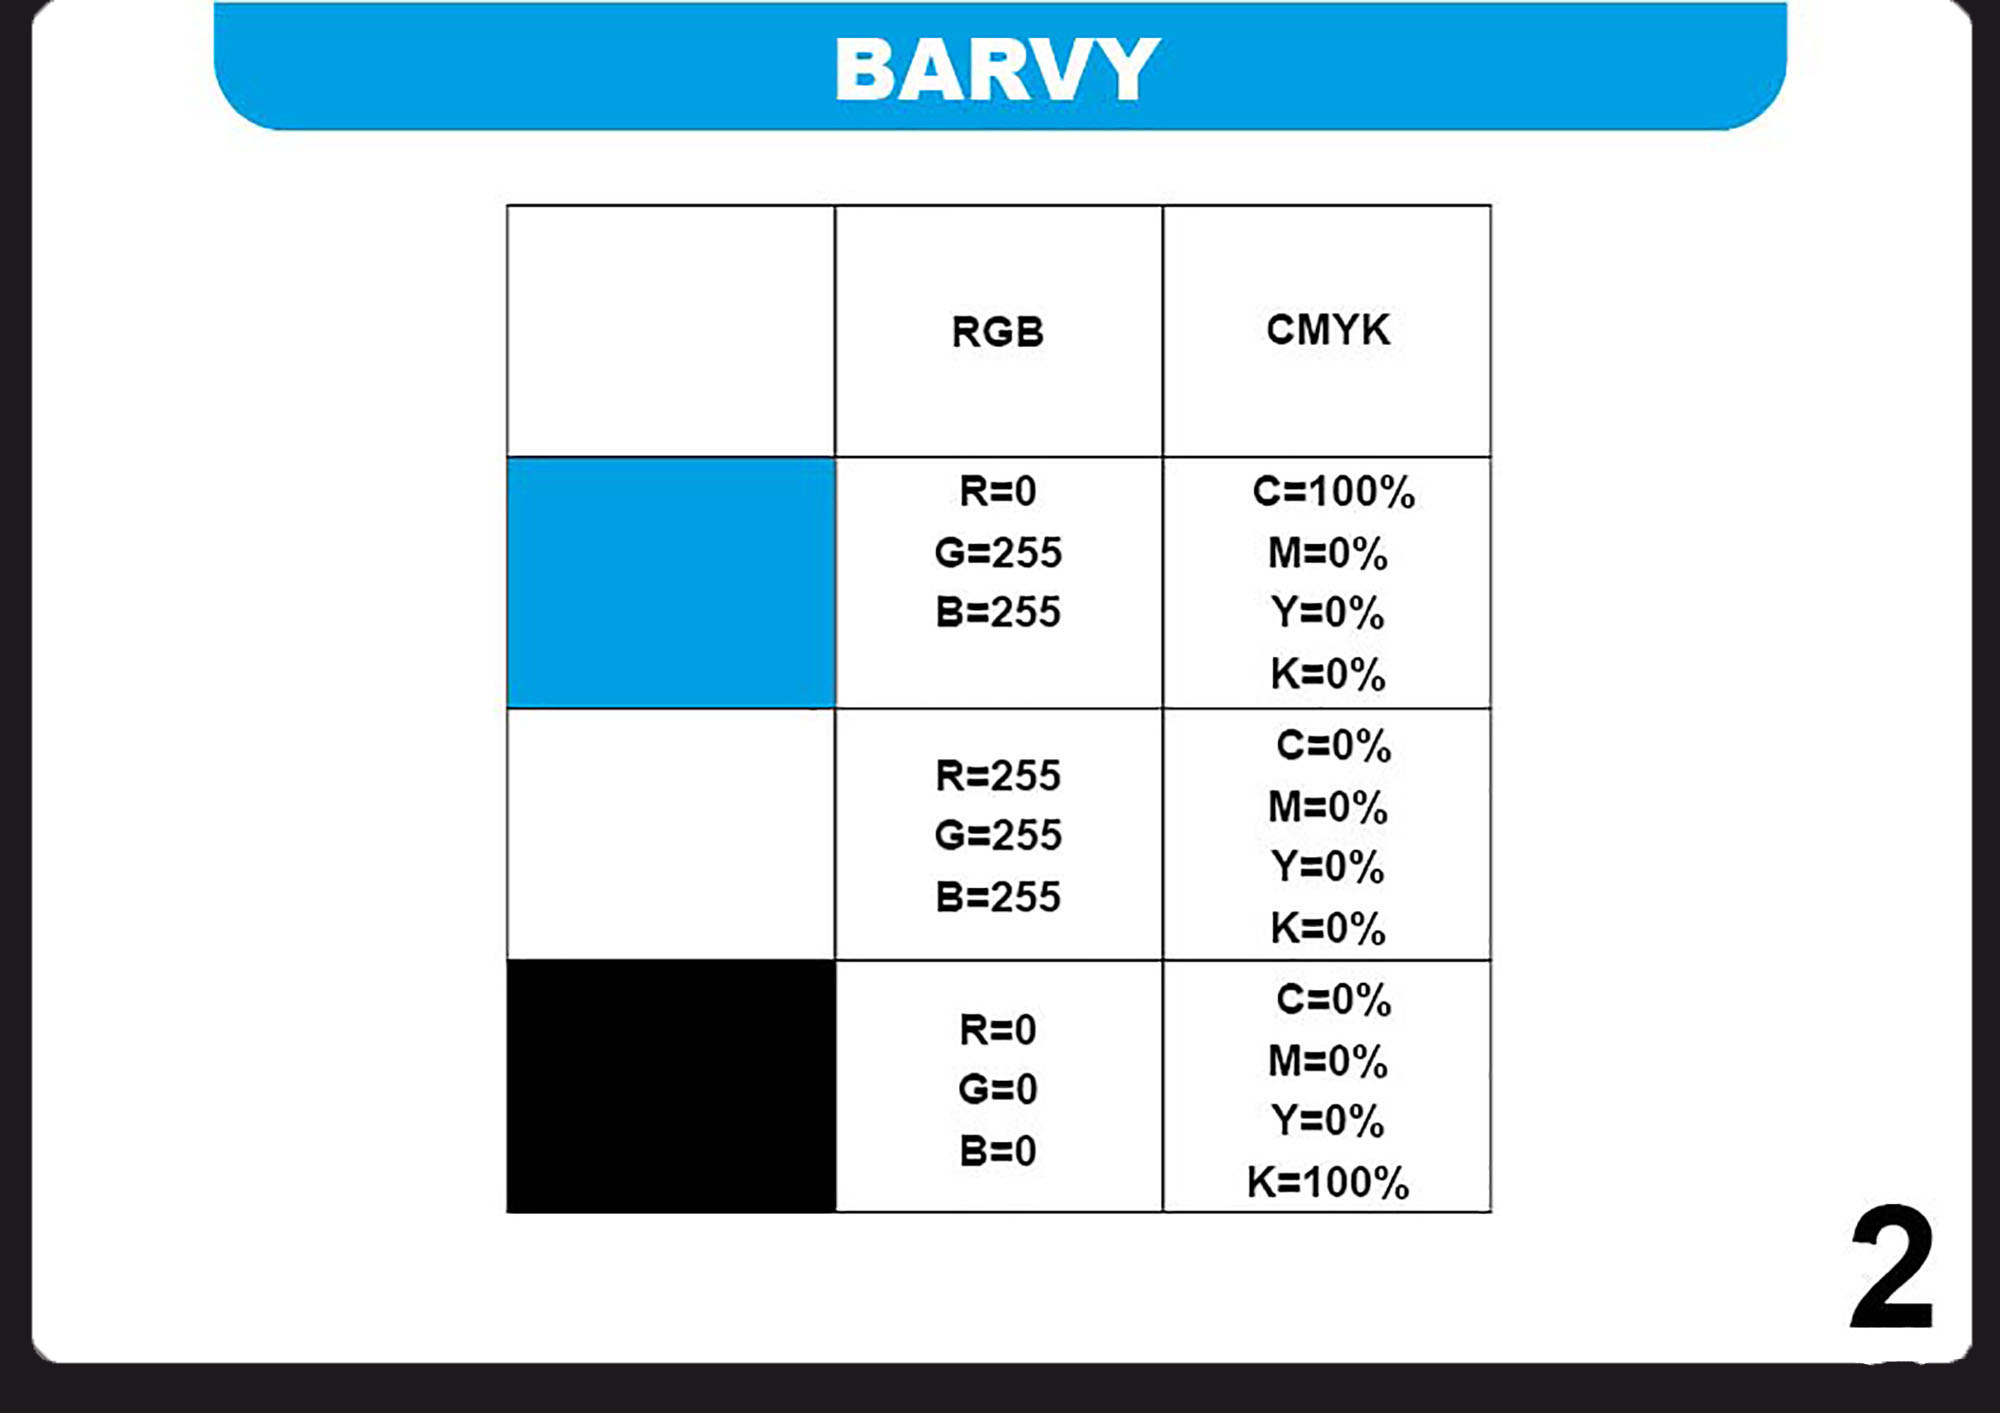 BARVY
RGB
CMYK
R=0
G=255
B=255
C=100%
M=0%
Y=0%
K=0%
R=255
G=255
B=255
C=0%
M=0%
Y=0%
K=0%
R=0
G=0
B=0
C=0%
M=0%
Y=0%
K=100%
2